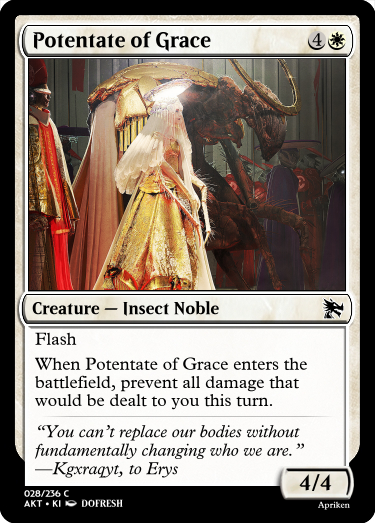 Potentate of Grace 4
Creature — Insect Noble
Flash
When Potentate of Grace enters the
battlefield, prevent all damage that
would be dealt to you this turn.
“You can’t replace our bodies without
fundamentally changing who we are.”
—Kgxraqyt, to Erys
4/4
028/236 C
AKT • KI DOFRESH
Apriken